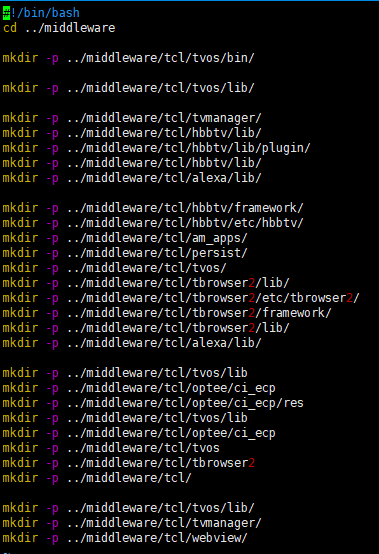 #!/bin/bash
cd ../middleware
mkdir -p ../middleware/tcl/tvos/bin/
mkdir -p ../middleware/tcl/tvos/lib/
mkdir -p ../middleware/tcl/tvmanager/
mkdir -p ../middleware/tcl/hbbtv/lib/
mkdir -p ../middleware/tcl/hbbtv/lib/plugin/
mkdir -p ../middleware/tcl/hbbtv/lib/
mkdir -p ../middleware/tcl/alexa/lib/
mkdir -p ../middleware/tcl/hbbtv/framework/
mkdir -p ../middleware/tcl/hbbtv/etc/hbbtv/
mkdir -p ../middleware/tcl/am_apps/
mkdir -p ../middleware/tcl/persist/
mkdir -p ../middleware/tcl/tvos/
mkdir -p ../middleware/tcl/tbrowser2/lib/
mkdir -p ../middleware/tcl/tbrowser2/etc/tbrowser2/
mkdir -p ../middleware/tcl/tbrowser2/framework/
mkdir -p ../middleware/tcl/tbrowser2/lib/
mkdir -p ../middleware/tcl/alexa/lib/
mkdir -p ../middleware/tcl/tvos/lib
mkdir -p ../middleware/tcl/optee/ci_ecp
mkdir -p ../middleware/tcl/optee/ci_ecp/res
mkdir -p ../middleware/tcl/tvos/lib
mkdir -p ../middleware/tcl/optee/ci_ecp
mkdir -p ../middleware/tcl/tvos
mkdir -p ../middleware/tcl/tbrowser2
mkdir -p ../middleware/tcl/
mkdir -p ../middleware/tcl/tvos/lib/
mkdir -p ../middleware/tcl/tvmanager/
mkdir -p ../middleware/tcl/webview/